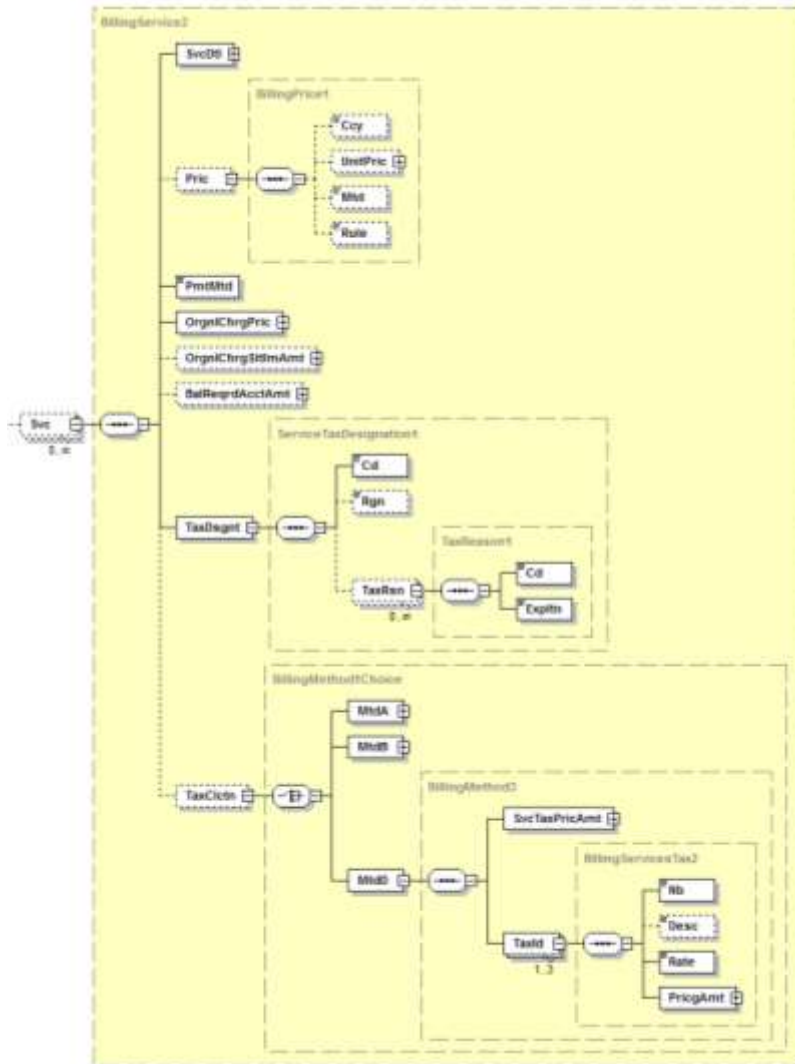 BillingService2
SvcDtl
BillingPrice1
Ccy
UnitPric
Pric
Mtd
Rule
PmtMtd
OrgnlChrgPric
OrgnlChrgSttlmAmt
BalReqrdAcctAmt
Svc
0..∞
ServiceTaxDesignation1
Cd
Rgn
TaxDsgnt
TaxReason1
Cd
TaxRsn
0..∞
Expltn
BillingMethod1Choice
MtdA
MtdB
TaxClctn
BillingMethod3
SvcTaxPricAmt
BillingServicesTax2
MtdD
Nb
Desc
TaxId
1..3
Rate
PricgAmt